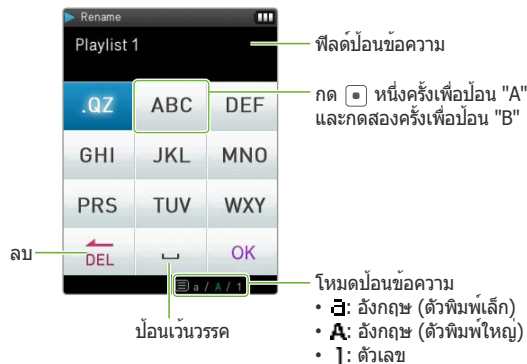 Rename
Playlist 1
ฟิลด์ป้อนข้อความ
.QZ ABC DEF
กด หนึ่งครั้งเพื่อป้อน "A"
และกดสองครั้งเพื่อป้อน "B"
GHI JKL MNO
PRS TUV WXY
ลบ
DEL OK
a / A / 1
ป้อนเว้นวรรค
โหมดป้อนข้อความ
• a: อังกฤษ (ตัวพิมพ์เล็ก)
• A: อังกฤษ (ตัวพิมพ์ใหญ่)
• 1: ตัวเลข